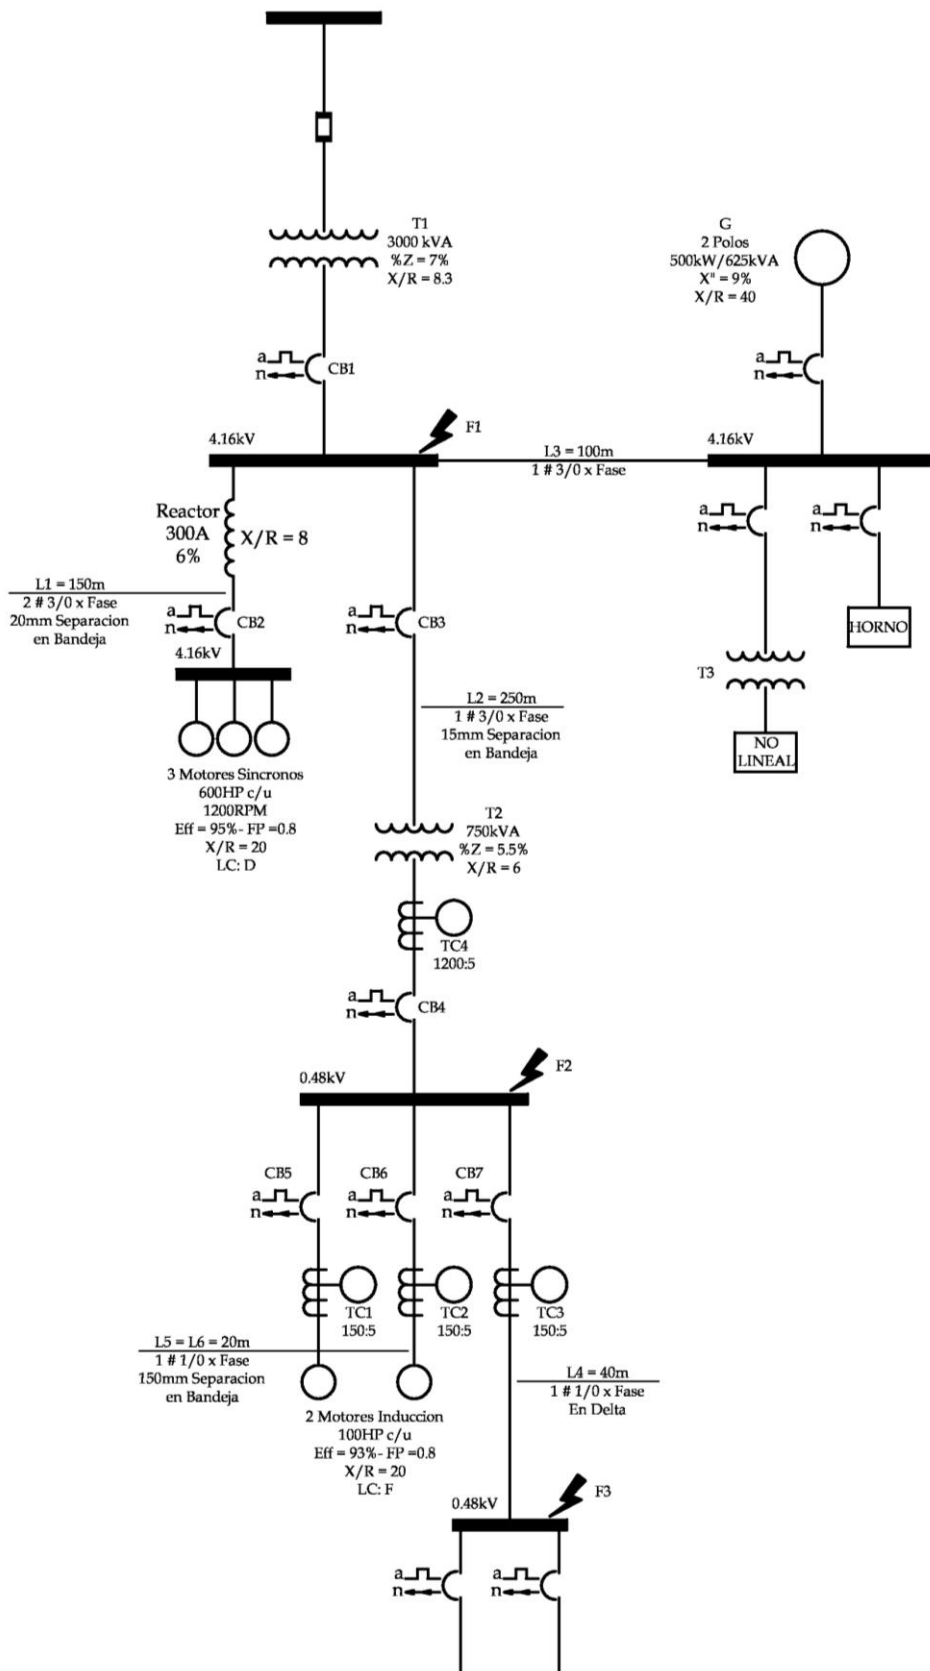 T1
3000 kVA
%Z = 7%
X/R = 8.3
G
2 Polos
500kW/625kVA
X" = 9%
X/R = 40
a
n
CB1
a
n
4.16kV
F1
L3 = 100m
1 # 3/0 x Fase
4.16kV
Reactor
300A
6%
X/R = 8
a
n
a
n
L1 = 150m
2 # 3/0 x Fase
20mm Separacion
en Bandeja
a
n
CB2
a
n
CB3
HORNO
4.16kV
T3
L2 = 250m
1 # 3/0 x Fase
15mm Separacion
en Bandeja
NO
LINEAL
3 Motores Sincronos
600HP c/u
1200RPM
Eff = 95% - FP =0.8
X/R = 20
LC: D
T2
750kVA
%Z = 5.5%
X/R = 6
TC4
1200:5
a
n
CB4
F2
0.48kV
CB5
a
n
CB6
a
n
CB7
a
n
TC1
150:5
TC2
150:5
TC3
150:5
L5 = L6 = 20m
1 # 1/0 x Fase
150mm Separacion
en Bandeja
L4 = 40m
1 # 1/0 x Fase
En Delta
2 Motores Induccion
100HP c/u
Eff = 93% - FP =0.8
X/R = 20
LC: F
F3
0.48kV
a
n
a
n